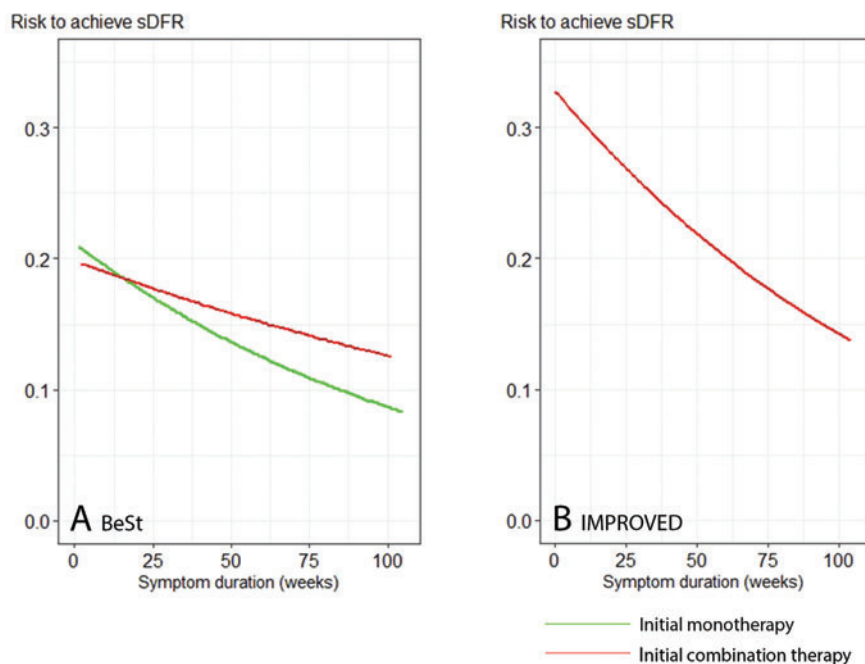 Risk to achieve sDFR
0.3
0.2
0.1
0.0
A BeSt
0 25 50 75 100
Symptom duration (weeks)
Risk to achieve sDFR
0.3
0.2
0.1
0.0
B IMPROVED
0 25 50 75 100
Symptom duration (weeks)
Initial monotherapy
Initial combination therapy